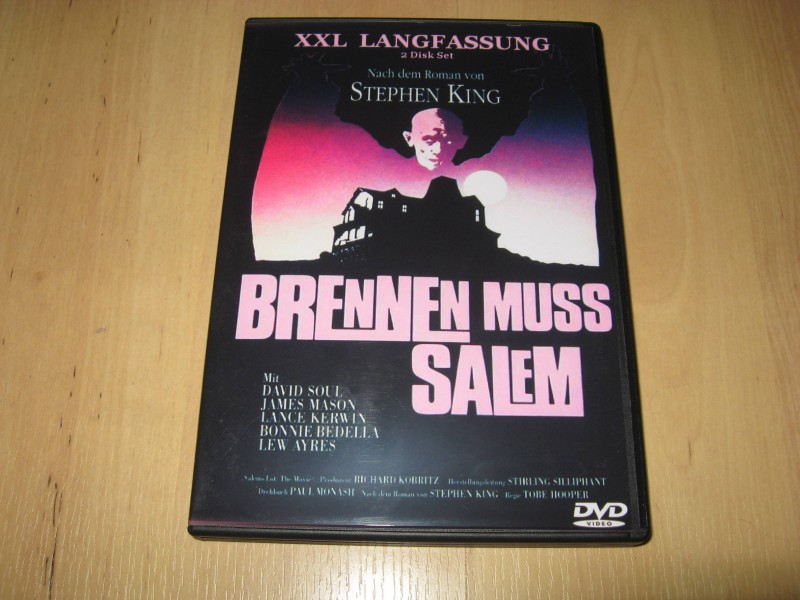 XXL LANGFASSUNG
2 Disk Set
Nach dem Roman von
STEPHEN KING
BRENNEN MUSS
SALEM
Mit
DAVID SOUL
JAMES MASON
LANCE KERWIN
BONNIE BEDELLA
LEW AYRES
„Salems Lot: The Movie“ Produzent RICHARD KOBRITZ Herstellungsleitung STIRLING SILLIPHANT
Drehbuch PAUL MONASH Nach dem Roman von STEPHEN KING Regie TOBE HOOPER
DVD
VIDEO